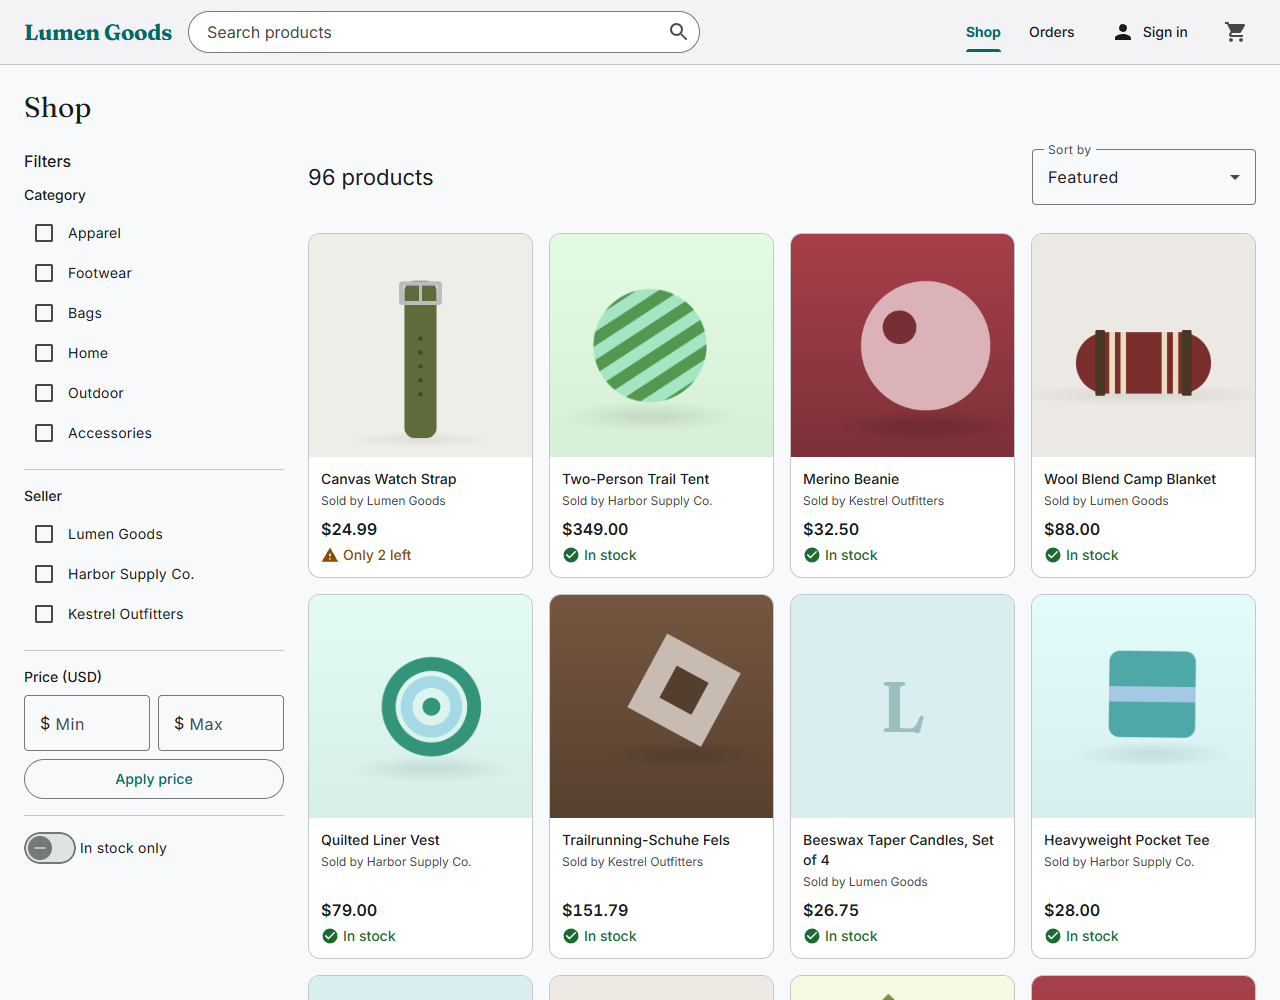 Lumen Goods
Search products
Shop
Orders
Sign in
Shop
Filters
Category
Apparel
Footwear
Bags
Home
Outdoor
Accessories
Seller
Lumen Goods
Harbor Supply Co.
Kestrel Outfitters
Price (USD)
$ Min
$ Max
Apply price
In stock only
96 products
Sort by
Featured
Canvas Watch Strap
Sold by Lumen Goods
$24.99
Only 2 left
Two-Person Trail Tent
Sold by Harbor Supply Co.
$349.00
In stock
Merino Beanie
Sold by Kestrel Outfitters
$32.50
In stock
Wool Blend Camp Blanket
Sold by Lumen Goods
$88.00
In stock
Quilted Liner Vest
Sold by Harbor Supply Co.
$79.00
In stock
Trailrunning-Schuhe Fels
Sold by Kestrel Outfitters
$151.79
In stock
L
Beeswax Taper Candles, Set
of 4
Sold by Lumen Goods
$26.75
In stock
Heavyweight Pocket Tee
Sold by Harbor Supply Co.
$28.00
In stock